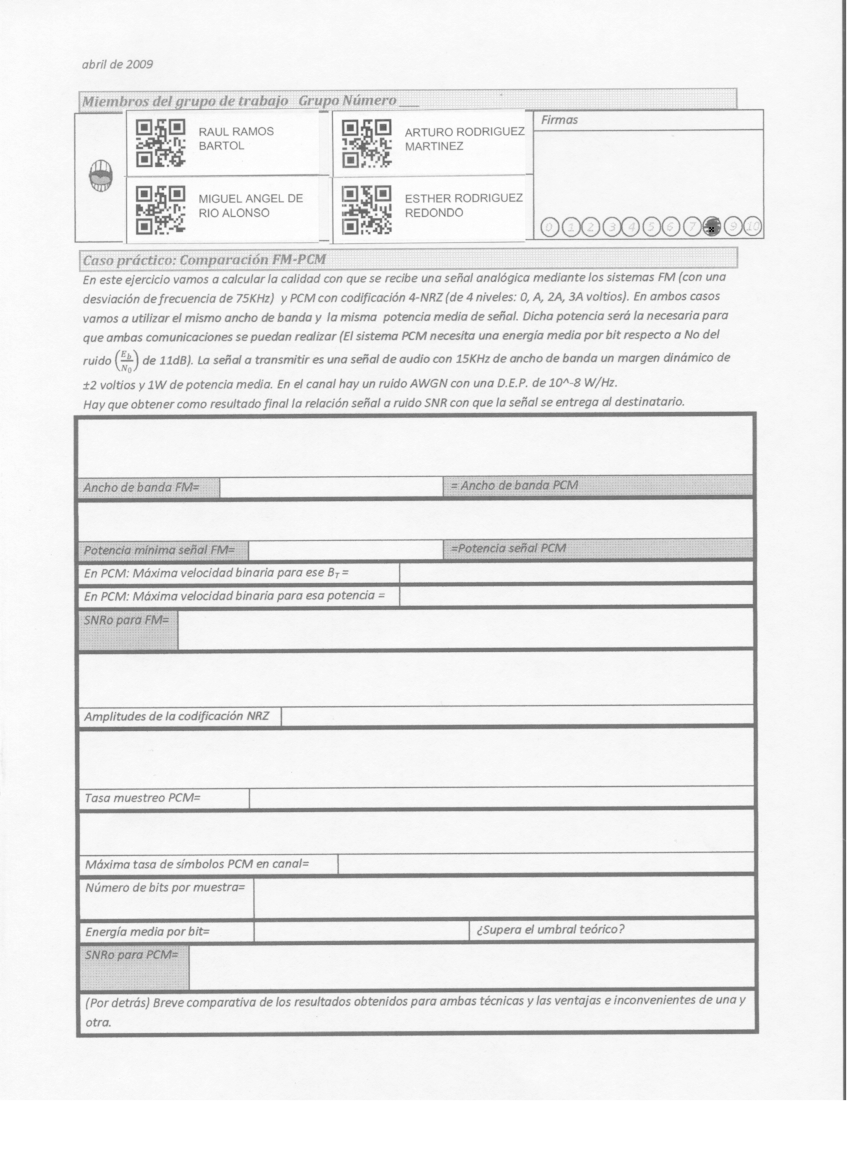 abril de 2009
Miembros del grupo de trabajo Grupo Número ___
RAUL RAMOS
BARTOL
ARTURO RODRIGUEZ
MARTINEZ
MIGUEL ANGEL DE
RIO ALONSO
ESTHER RODRIGUEZ
REDONDO
Firmas
0 1 2 3 4 5 6 7 9 10
Caso práctico: Comparación FM-PCM
En este ejercicio vamos a calcular la calidad con que se recibe una señal analógica mediante los sistemas FM (con una
desviación de frecuencia de 75KHz) y PCM con codificación 4-NRZ (de 4 niveles: 0, A, 2A, 3A voltios). En ambos casos
vamos a utilizar el mismo ancho de banda y la misma potencia media de señal. Dicha potencia será la necesaria para
que ambas comunicaciones se puedan realizar (El sistema PCM necesita una energía media por bit respecto a No del
ruido (E_b/N_0) de 11dB). La señal a transmitir es una señal de audio con 15KHz de ancho de banda un margen dinámico de
±2 voltios y 1W de potencia media. En el canal hay un ruido AWGN con una D.E.P. de 10^-8 W/Hz.
Hay que obtener como resultado final la relación señal a ruido SNR con que la señal se entrega al destinatario.
Ancho de banda FM= = Ancho de banda PCM
Potencia mínima señal FM= =Potencia señal PCM
En PCM: Máxima velocidad binaria para ese B_T =
En PCM: Máxima velocidad binaria para esa potencia =
SNRo para FM=
Amplitudes de la codificación NRZ
Tasa muestreo PCM=
Máxima tasa de símbolos PCM en canal=
Número de bits por muestra=
Energía media por bit= ¿Supera el umbral teórico?
SNRo para PCM=
(Por detrás) Breve comparativa de los resultados obtenidos para ambas técnicas y las ventajas e inconvenientes de una y
otra.